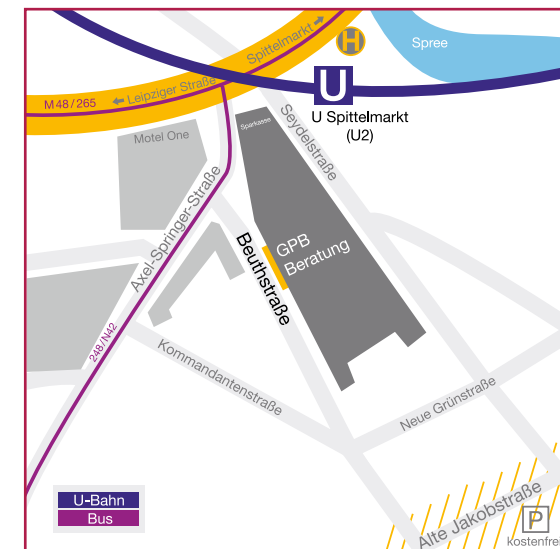 Spittelmarkt
H
Spree
M 48 / 265
Leipziger Straße
U
U Spittelmarkt
(U2)
Sparkasse
Motel One
Seydelstraße
Axel-Springer-Straße
GPB
Beratung
Beuthstraße
248/N42
Kommandantenstraße
Neue Grünstraße
U-Bahn
Bus
Alte Jakobstraße
P
kostenfrei